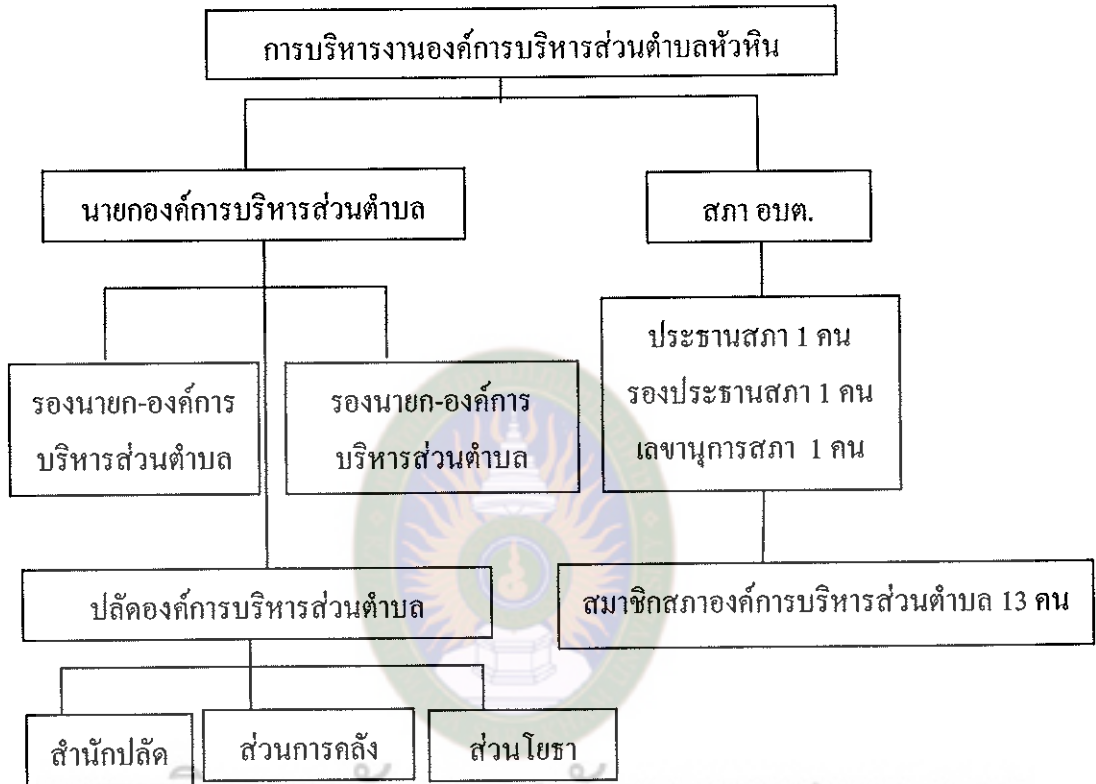 การบริหารงานองค์การบริหารส่วนตำบลหัวหิน
นายกองค์การบริหารส่วนตำบล
สภา อบต.
รองนายก-องค์การ
บริหารส่วนตำบล
รองนายก-องค์การ
บริหารส่วนตำบล
ประธานสภา 1 คน
รองประธานสภา 1 คน
เลขานุการสภา 1 คน
ปลัดองค์การบริหารส่วนตำบล
สมาชิกสภาองค์การบริหารส่วนตำบล 13 คน
สำนักปลัด
ส่วนการคลัง
ส่วนโยธา